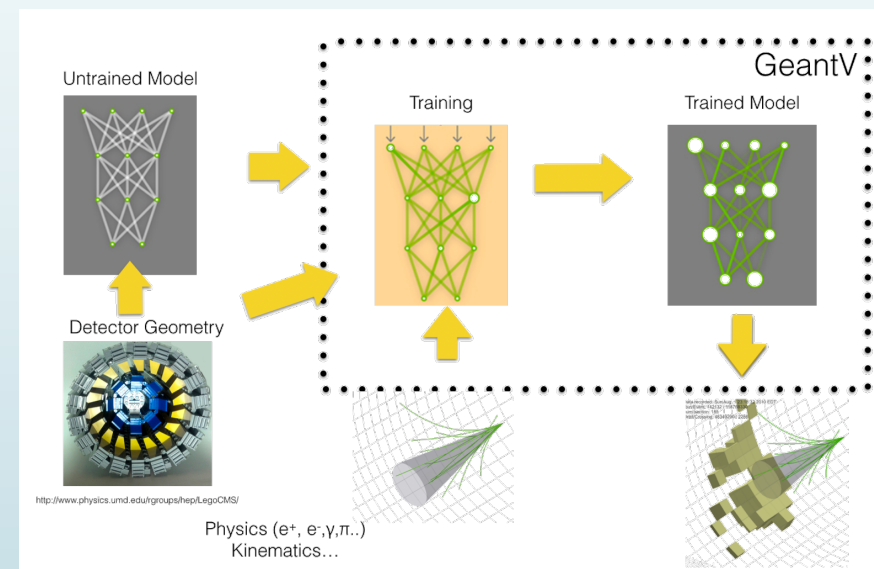 GeantV
Untrained Model
Training
Trained Model
Detector Geometry
http://www.physics.umd.edu/rgroups/hep/LegoCMS/
Physics (e⁺, e⁻,γ,π..)
Kinematics…